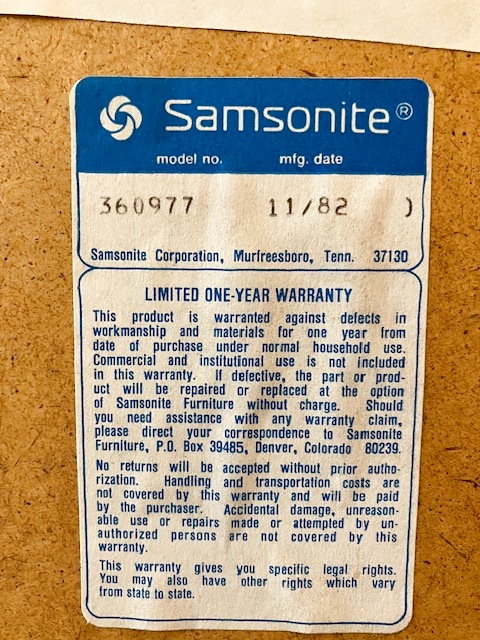 Samsonite®
model no. mfg. date
360977 11/82 )
Samsonite Corporation, Murfreesboro, Tenn. 37130
LIMITED ONE-YEAR WARRANTY
This product is warranted against defects in
workmanship and materials for one year from
date of purchase under normal household use.
Commercial and institutional use is not included
in this warranty. If defective, the part or prod-
uct will be repaired or replaced at the option
of Samsonite Furniture without charge. Should
you need assistance with any warranty claim,
please direct your correspondence to Samsonite
Furniture, P.O. Box 39485, Denver, Colorado 80239.
No returns will be accepted without prior autho-
rization. Handling and transportation costs are
not covered by this warranty and will be paid
by the purchaser. Accidental damage, unreason-
able use or repairs made or attempted by un-
authorized persons are not covered by this
warranty.
This warranty gives you specific legal rights.
You may also have other rights which vary
from state to state.